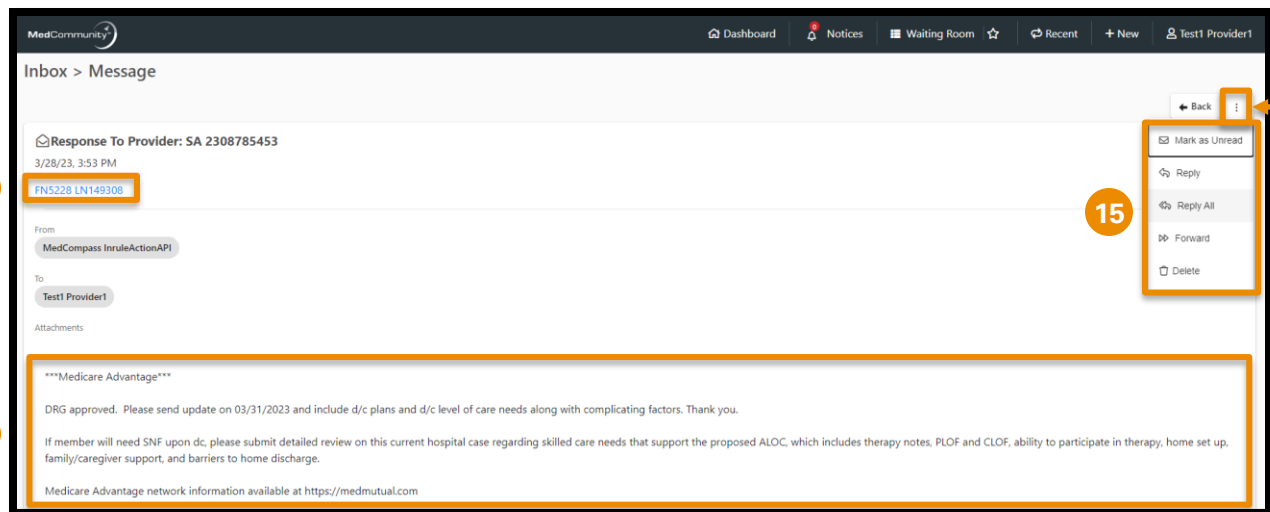 MedCommunity
Dashboard
0
Notices
Waiting Room
Recent
+ New
Test1 Provider1
Inbox > Message
Back
Response To Provider: SA 2308785453
Mark as Unread
3/28/23, 3:53 PM
Reply
FN5228 LN149308
15
Reply All
From
MedCompass InruleActionAPI
Forward
To
Delete
Test1 Provider1
Attachments
***Medicare Advantage***
DRG approved. Please send update on 03/31/2023 and include d/c plans and d/c level of care needs along with complicating factors. Thank you.
If member will need SNF upon dc, please submit detailed review on this current hospital case regarding skilled care needs that support the proposed ALOC, which includes therapy notes, PLOF and CLOF, ability to participate in therapy, home set up,
family/caregiver support, and barriers to home discharge.
Medicare Advantage network information available at https://medmutual.com